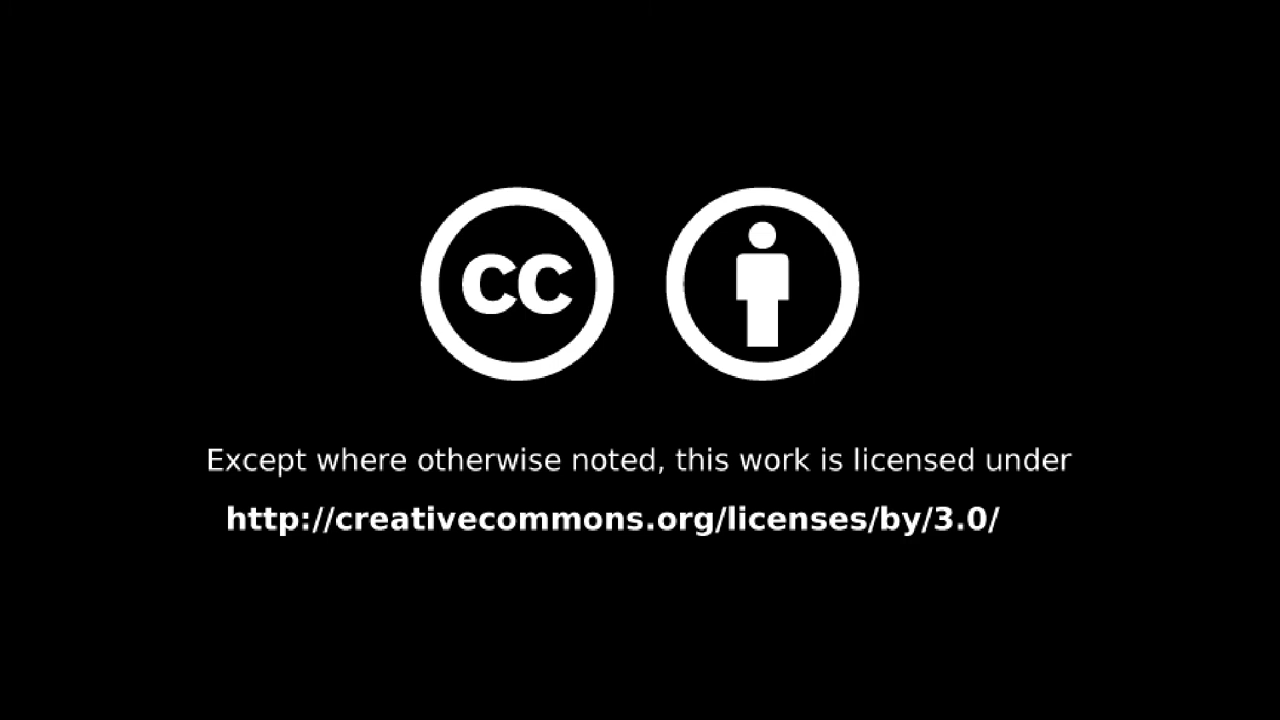 cc
Except where otherwise noted, this work is licensed under
http://creativecommons.org/licenses/by/3.0/